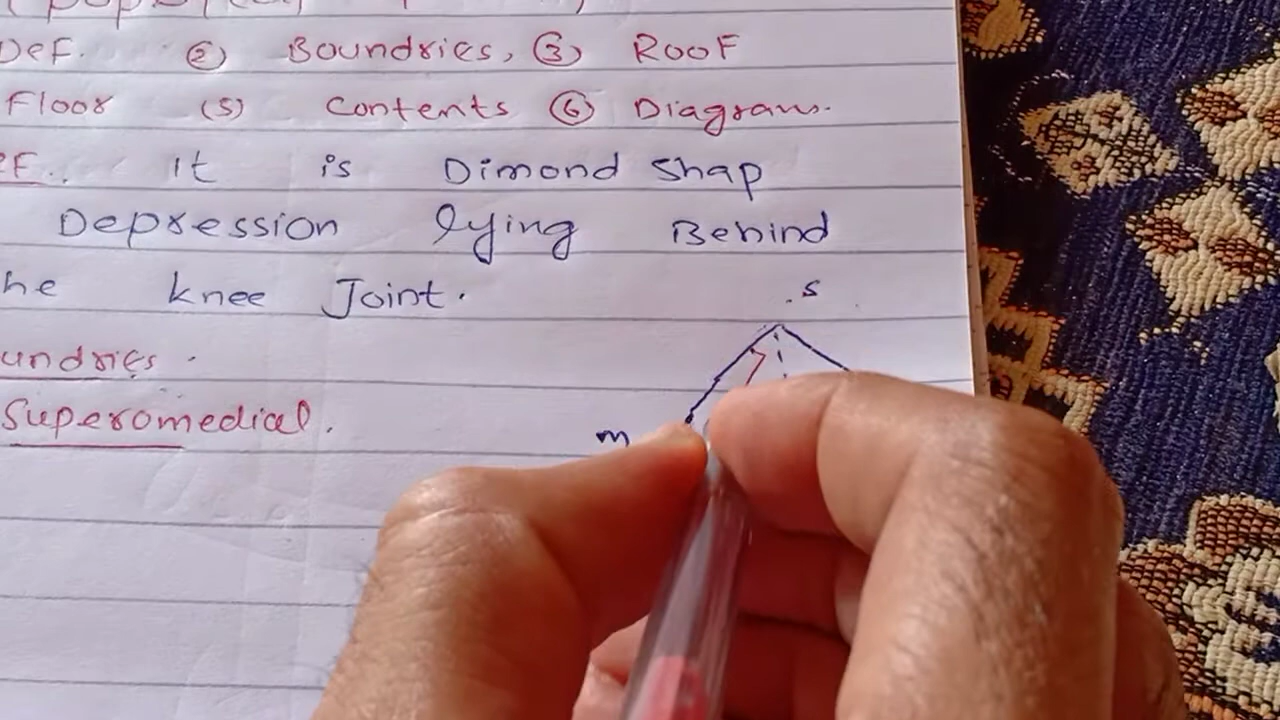 Def. (2) Boundries, (3) Roof
Floor (5) Contents (6) Diagram.
It is Dimond Shap
Depression lying Behind
he knee Joint.
.s
undries.
Superomedical.
m